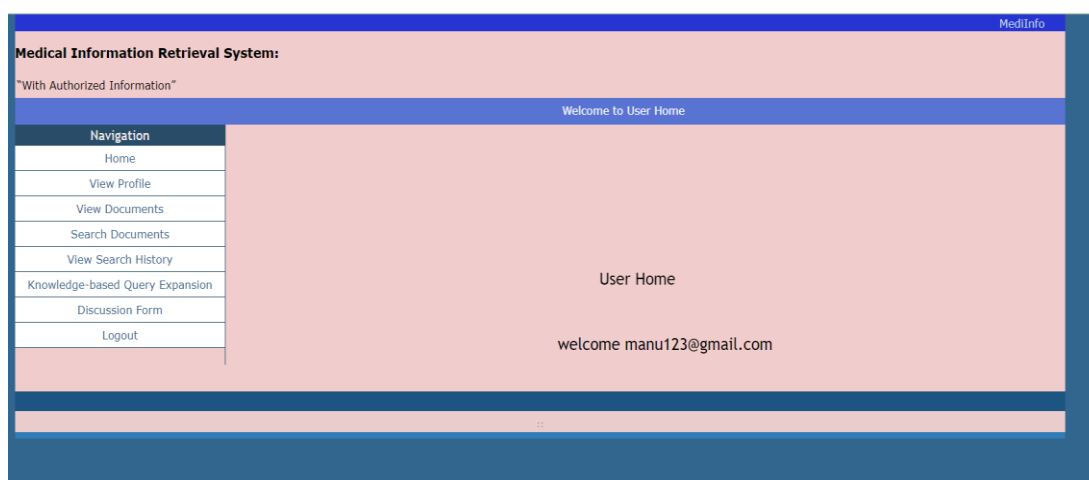 MediInfo
Medical Information Retrieval System:
"With Authorized Information"
Welcome to User Home
Navigation
Home
View Profile
View Documents
Search Documents
View Search History
Knowledge-based Query Expansion
Discussion Form
Logout
User Home
welcome manu123@gmail.com
::